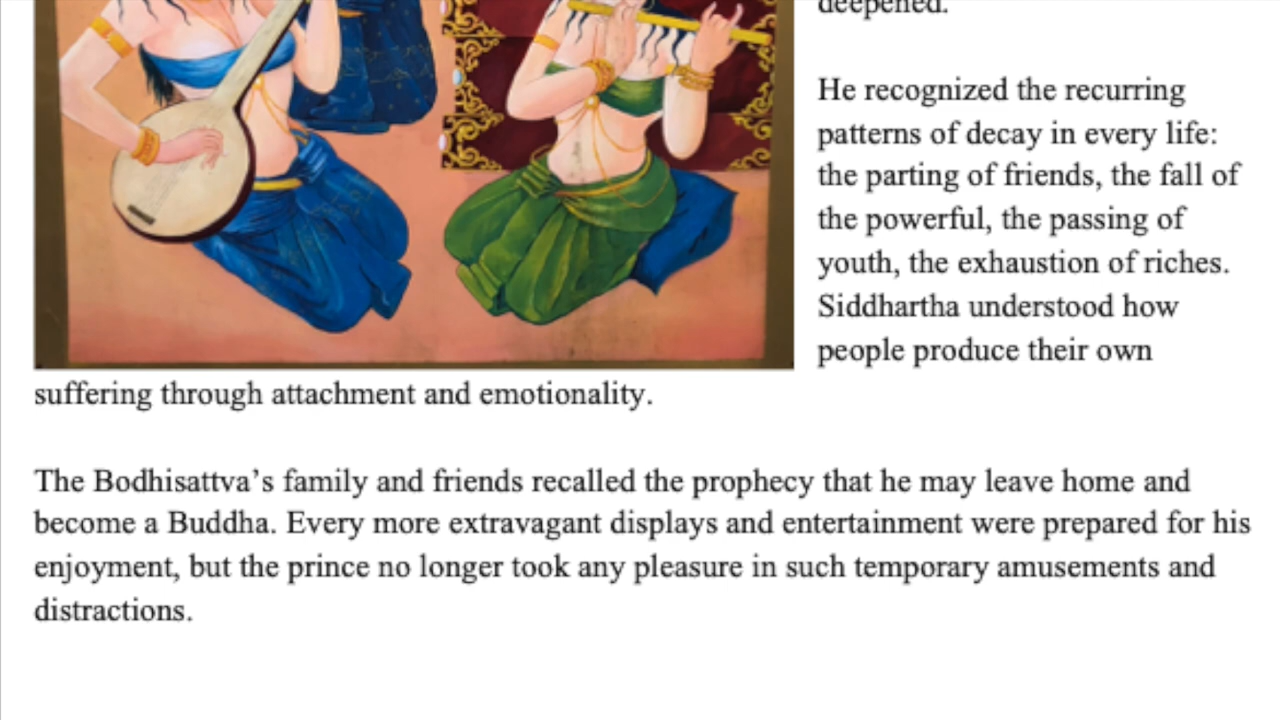 deepened.
He recognized the recurring
patterns of decay in every life:
the parting of friends, the fall of
the powerful, the passing of
youth, the exhaustion of riches.
Siddhartha understood how
people produce their own
suffering through attachment and emotionality.
The Bodhisattva’s family and friends recalled the prophecy that he may leave home and
become a Buddha. Every more extravagant displays and entertainment were prepared for his
enjoyment, but the prince no longer took any pleasure in such temporary amusements and
distractions.